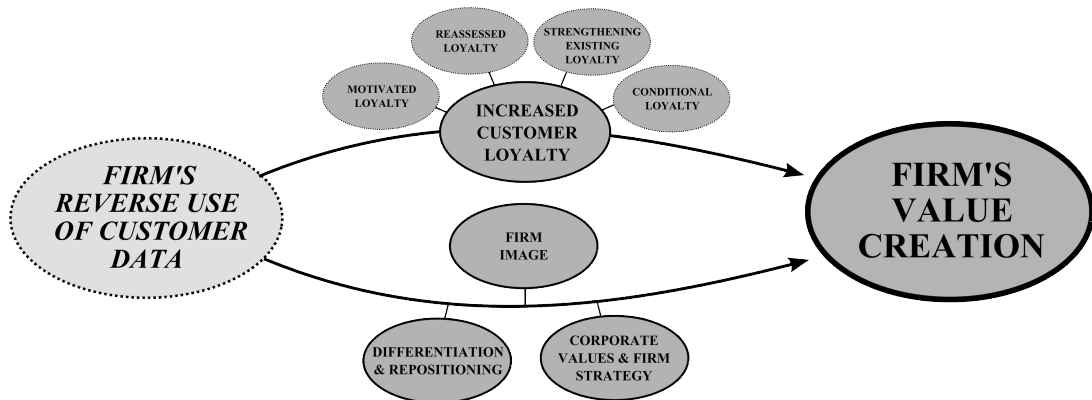 REASSESSED
LOYALTY
STRENGTHENING
EXISTING
LOYALTY
MOTIVATED
LOYALTY
CONDITIONAL
LOYALTY
INCREASED
CUSTOMER
LOYALTY
FIRM'S
REVERSE USE
OF CUSTOMER
DATA
FIRM'S
VALUE
CREATION
FIRM
IMAGE
DIFFERENTIATION
& REPOSITIONING
CORPORATE
VALUES & FIRM
STRATEGY